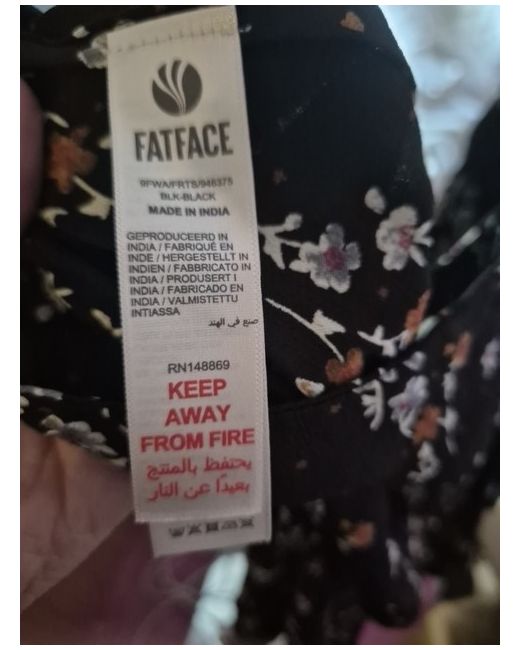 FATFACE
9FWA/FRTS/946375
BLK-BLACK
MADE IN INDIA
GEPRODUCEERD IN
INDIA / FABRIQUÉ EN
INDE / HERGESTELLT IN
INDIEN / FABBRICATO IN
INDIA / PRODUSERT I
INDIA / FABRICADO EN
INDIA / VALMISTETTU
INTIASSA
صنع في الهند
RN148869
KEEP
AWAY
FROM FIRE
يحتفظ بالمنتج
بعيدًا عن النار